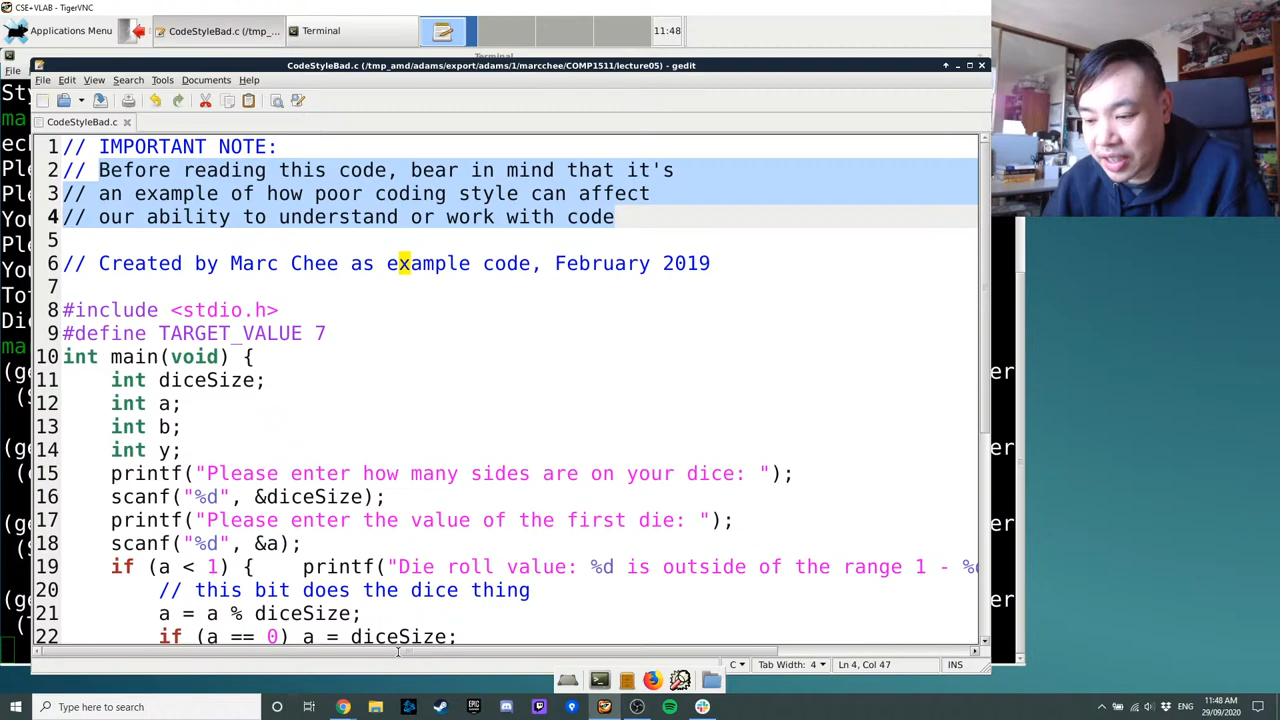 CSE+VLAB - TigerVNC
Applications Menu
CodeStyleBad.c (/tmp_...
Terminal
11:48
CodeStyleBad.c (/tmp_amd/adams/export/adams/1/marcchee/COMP1511/lecture05) - gedit
File Edit View Search Tools Documents Help
CodeStyleBad.c
1 // IMPORTANT NOTE:
2 // Before reading this code, bear in mind that it's
3 // an example of how poor coding style can affect
4 // our ability to understand or work with code
5
6 // Created by Marc Chee as example code, February 2019
7
8 #include <stdio.h>
9 #define TARGET_VALUE 7
10 int main(void) {
11     int diceSize;
12     int a;
13     int b;
14     int y;
15     printf("Please enter how many sides are on your dice: ");
16     scanf("%d", &diceSize);
17     printf("Please enter the value of the first die: ");
18     scanf("%d", &a);
19     if (a < 1) {    printf("Die roll value: %d is outside of the range 1 - %
20         // this bit does the dice thing
21         a = a % diceSize;
22         if (a == 0) a = diceSize;
C Tab Width: 4 Ln 4, Col 47 INS
Type here to search
11:48 AM
29/09/2020